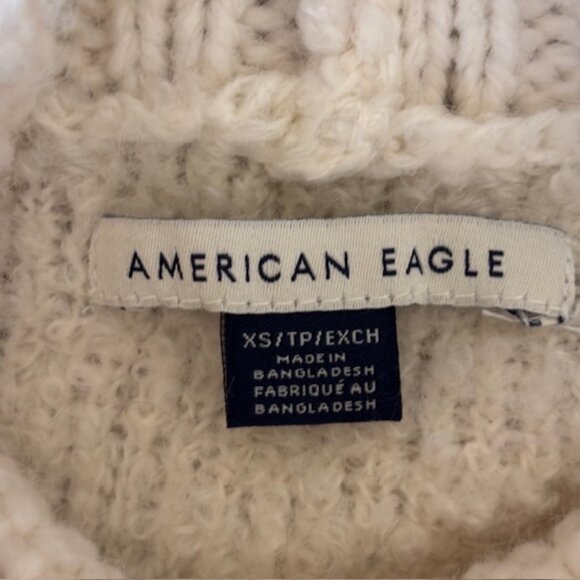 AMERICAN EAGLE
XS/TP/EXCH
MADE IN
BANGLADESH
FABRIQUÉ AU
BANGLADESH